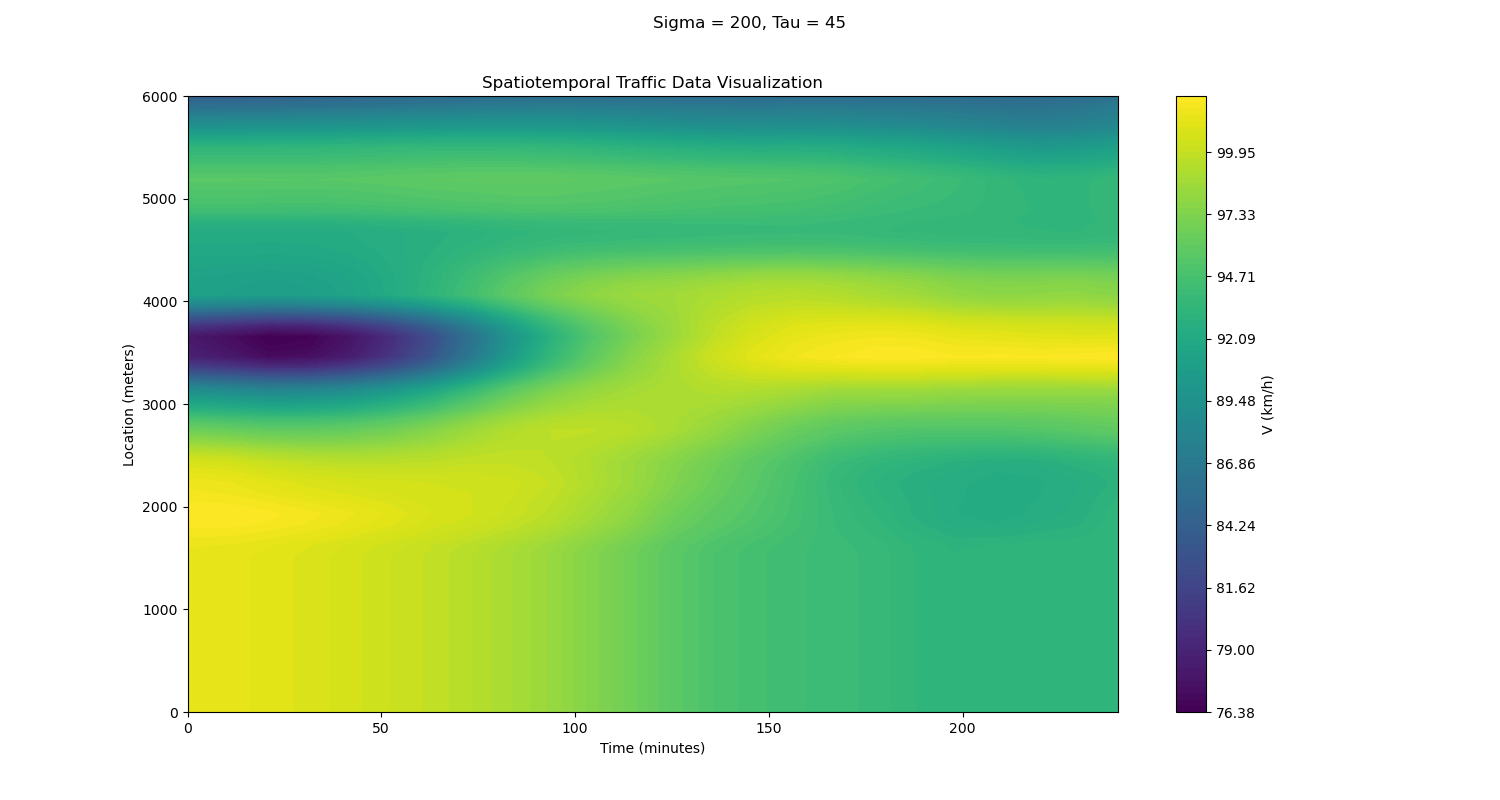 Sigma = 200, Tau = 45
Spatiotemporal Traffic Data Visualization
6000
5000
4000
3000
2000
1000
0
Location (meters)
0 50 100 150 200
Time (minutes)
99.95
97.33
94.71
92.09
89.48
86.86
84.24
81.62
79.00
76.38
V (km/h)